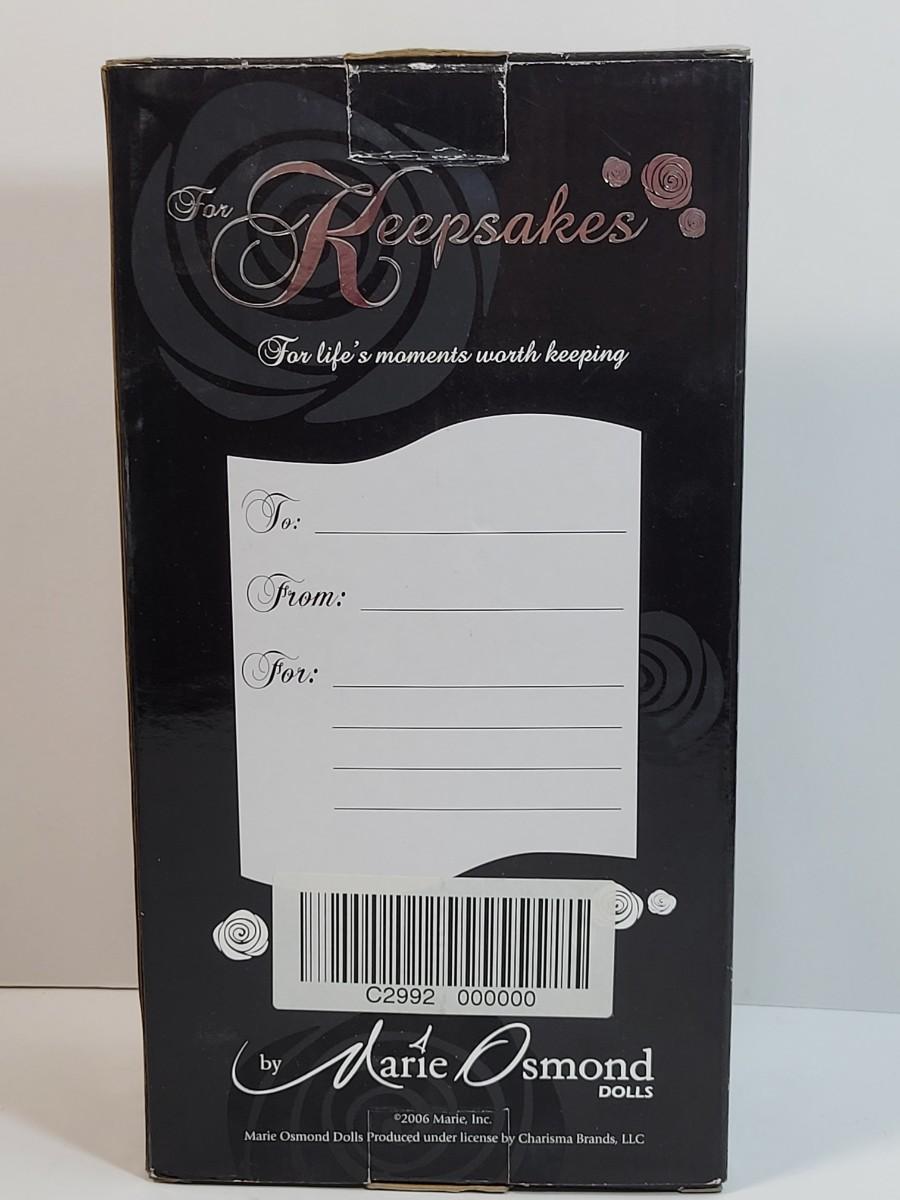 For Keepsakes
For life's moments worth keeping
To:
From:
For:
C2992 000000
by Marie Osmond
DOLLS
©2006 Marie, Inc.
Marie Osmond Dolls Produced under license by Charisma Brands, LLC